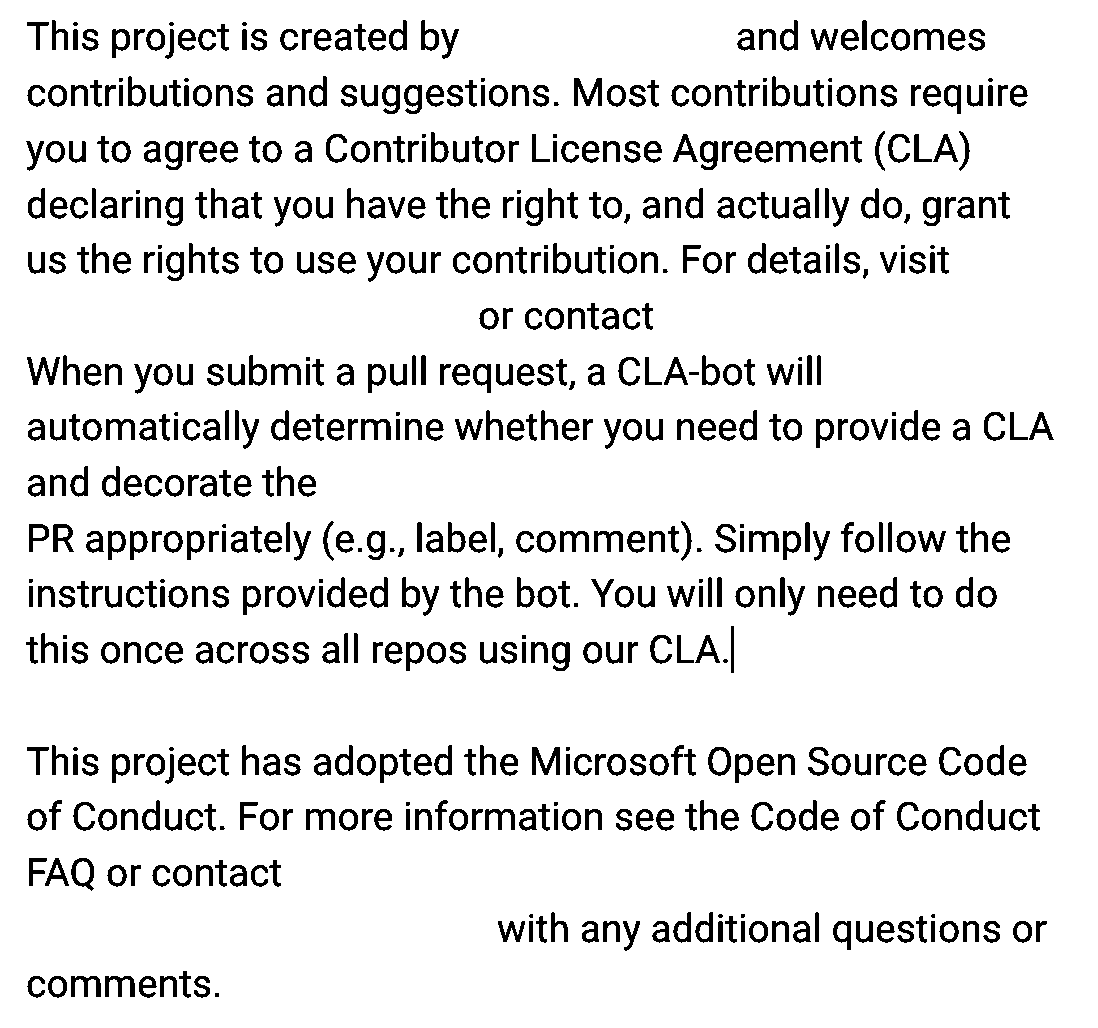 This project is created by and welcomes
contributions and suggestions. Most contributions require
you to agree to a Contributor License Agreement (CLA)
declaring that you have the right to, and actually do, grant
us the rights to use your contribution. For details, visit
or contact
When you submit a pull request, a CLA-bot will
automatically determine whether you need to provide a CLA
and decorate the
PR appropriately (e.g., label, comment). Simply follow the
instructions provided by the bot. You will only need to do
this once across all repos using our CLA.
This project has adopted the Microsoft Open Source Code
of Conduct. For more information see the Code of Conduct
FAQ or contact
with any additional questions or
comments.